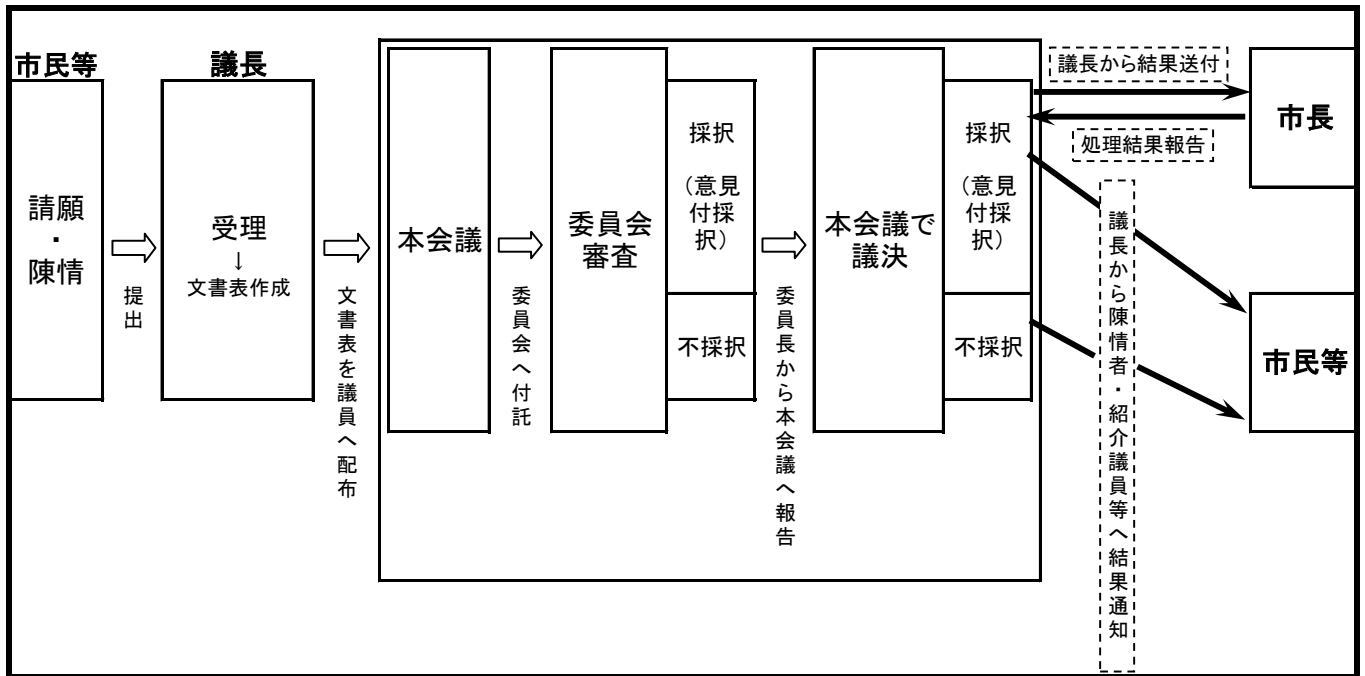 市民等
請願
・
陳情
提出
議長
受理
↓
文書表作成
文書表を議員へ配布
本会議
委員会へ付託
委員会
審査
採択
（意見
付採
択）
不採択
委員長から本会議へ報告
本会議で
議決
採択
（意見
付採
択）
不採択
議長から結果送付
処理結果報告
議長から陳情者・紹介議員等へ結果通知
市長
市民等